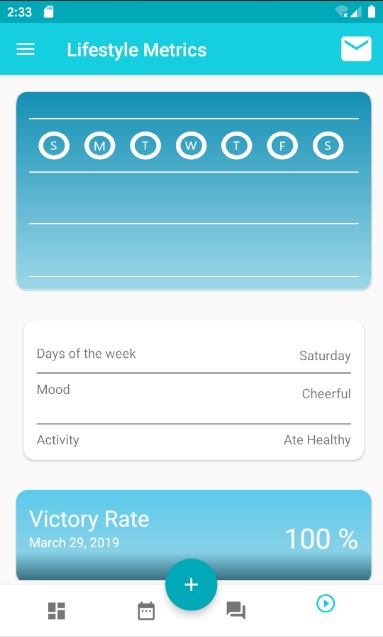 2:33
Lifestyle Metrics
S M T W T F S
Days of the week Saturday
Mood Cheerful
Activity Ate Healthy
Victory Rate
March 29, 2019
100 %
+